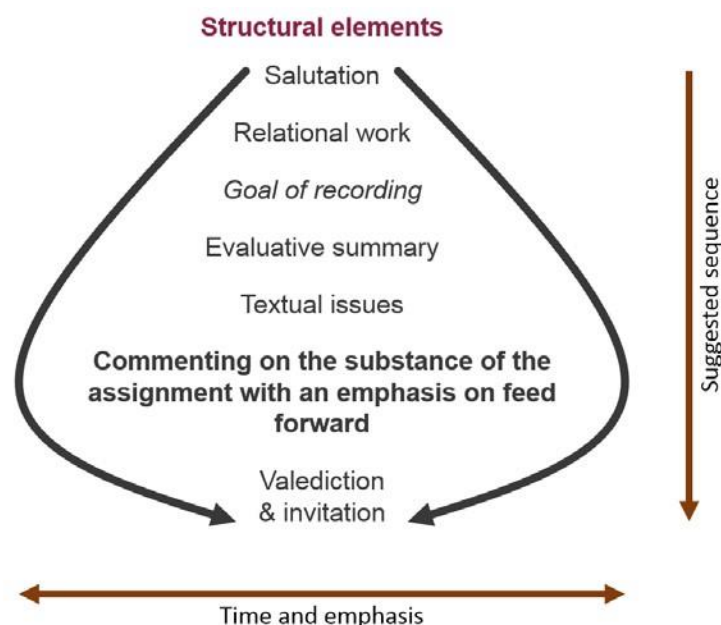 Structural elements
Salutation
Relational work
Goal of recording
Evaluative summary
Textual issues
Commenting on the substance of the
assignment with an emphasis on feed
forward
Valediction
& invitation
Suggested sequence
Time and emphasis